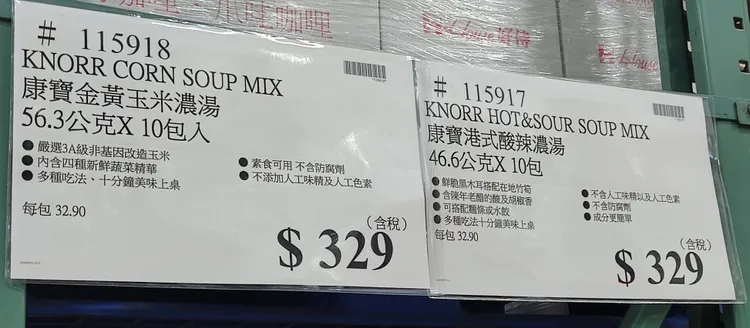 # 115918
KNORR CORN SOUP MIX
康寶金黃玉米濃湯
56.3公克X 10包入
● 嚴選3A級非基因改造玉米
● 內含四種新鮮蔬菜精華
● 多種吃法、十分鐘美味上桌
● 素食可用 不含防腐劑
● 不添加人工味精及人工色素
每包 32.90
(含稅)
$ 329
# 115917
KNORR HOT&SOUR SOUP MIX
康寶港式酸辣濃湯
46.6公克X 10包
● 鮮脆黑木耳搭配在地竹筍
● 含陳年老醋的酸及胡椒香
● 可搭配麵條或水餃
● 多種吃法十分鐘美味上桌
● 不含人工味精以及人工色素
● 不含防腐劑
● 成分更簡單
每包 32.90
(含稅)
$ 329